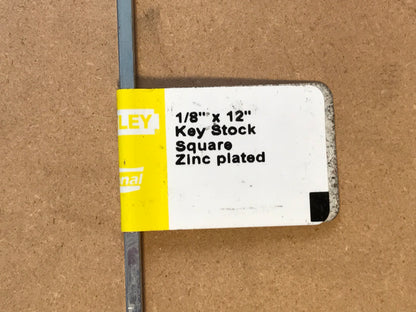 LEY
nal
1/8" x 12"
Key Stock
Square
Zinc plated